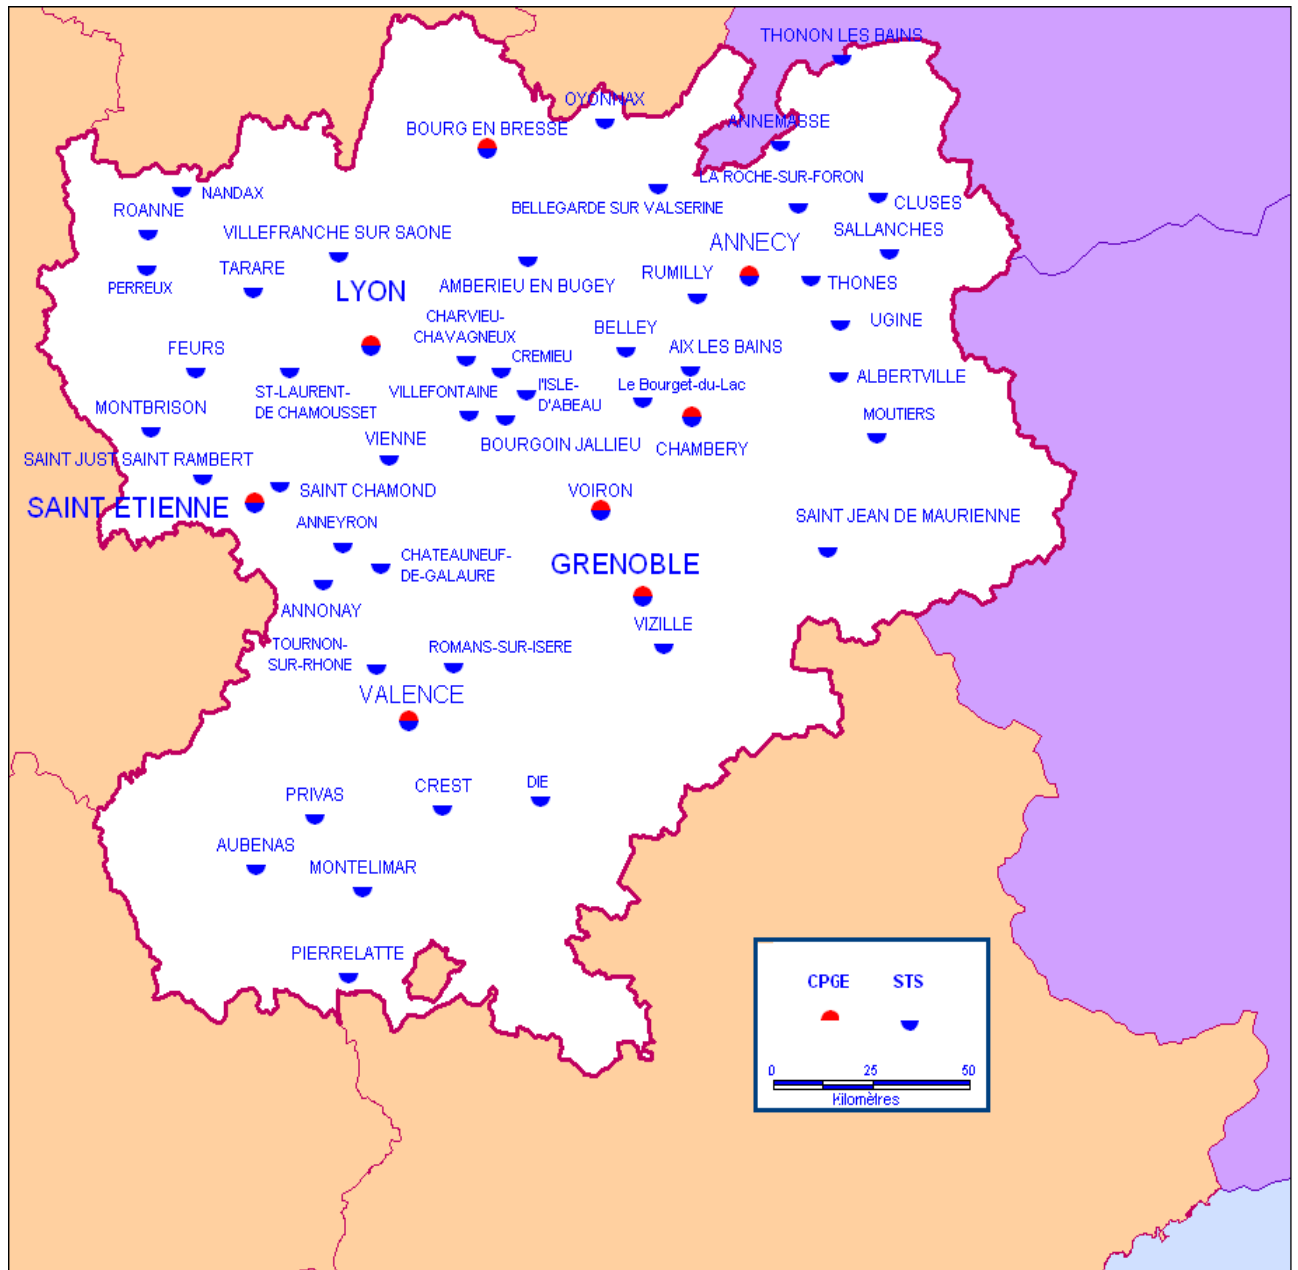 THONON LES BAINS
OYONNAX
ANNEMASSE
BOURG EN BRESSE
LA ROCHE-SUR-FORON
NANDAX
CLUSES
ROANNE
BELLEGARDE SUR VALSERINE
VILLEFRANCHE SUR SAONE
ANNECY
SALLANCHES
TARARE
RUMILLY
PERREUX
LYON
AMBERIEU EN BUGEY
THONES
CHARVIEU-
CHAVAGNEUX
BELLEY
UGINE
FEURS
CREMIEU
AIX LES BAINS
ALBERTVILLE
ST-LAURENT-
DE CHAMOUSSET
VILLEFONTAINE
l'ISLE-
D'ABEAU
Le Bourget-du-Lac
MONTBRISON
MOUTIERS
VIENNE
BOURGOIN JALLIEU
CHAMBERY
SAINT JUST SAINT RAMBERT
SAINT CHAMOND
VOIRON
SAINT ETIENNE
SAINT JEAN DE MAURIENNE
ANNEYRON
CHATEAUNEUF-
DE-GALAURE
GRENOBLE
ANNONAY
VIZILLE
TOURNON-
SUR-RHONE
ROMANS-SUR-ISERE
VALENCE
PRIVAS
CREST
DIE
AUBENAS
MONTELIMAR
PIERRELATTE
CPGE STS
0 25 50
Kilomètres